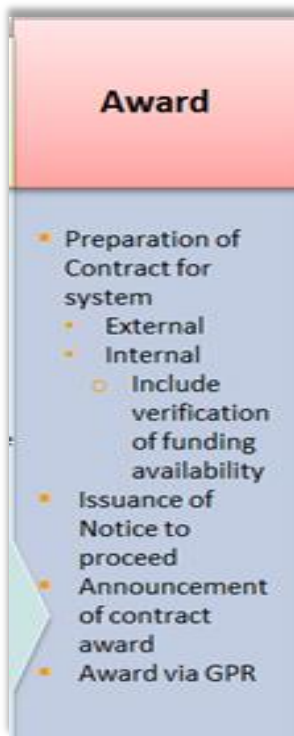 Award
Preparation of
Contract for
system
External
Internal
Include
verification
of funding
availability
Issuance of
Notice to
proceed
Announcement
of contract
award
Award via GPR